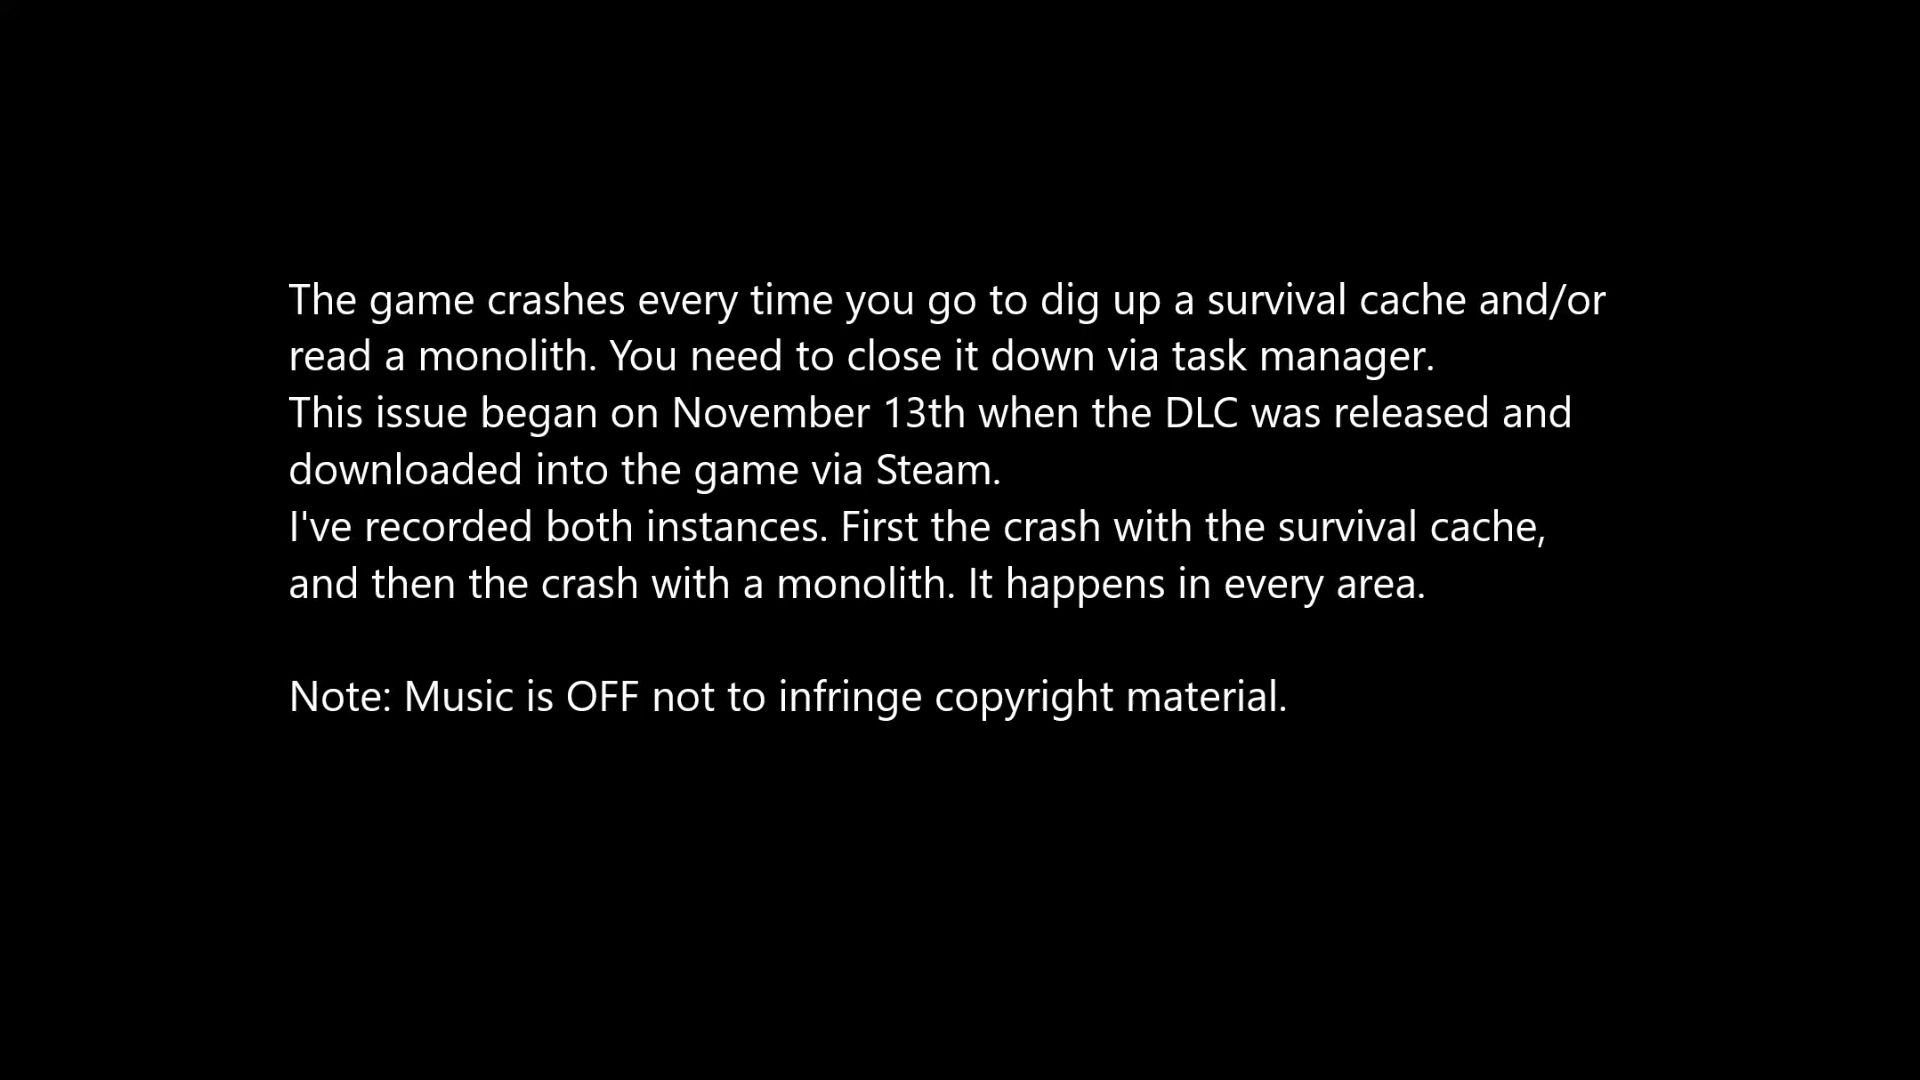 The game crashes every time you go to dig up a survival cache and/or
read a monolith. You need to close it down via task manager.
This issue began on November 13th when the DLC was released and
downloaded into the game via Steam.
I've recorded both instances. First the crash with the survival cache,
and then the crash with a monolith. It happens in every area.
Note: Music is OFF not to infringe copyright material.